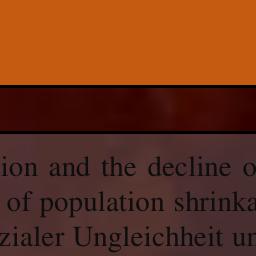 ion and the decline o
of population shrinka
zialer Ungleichheit un